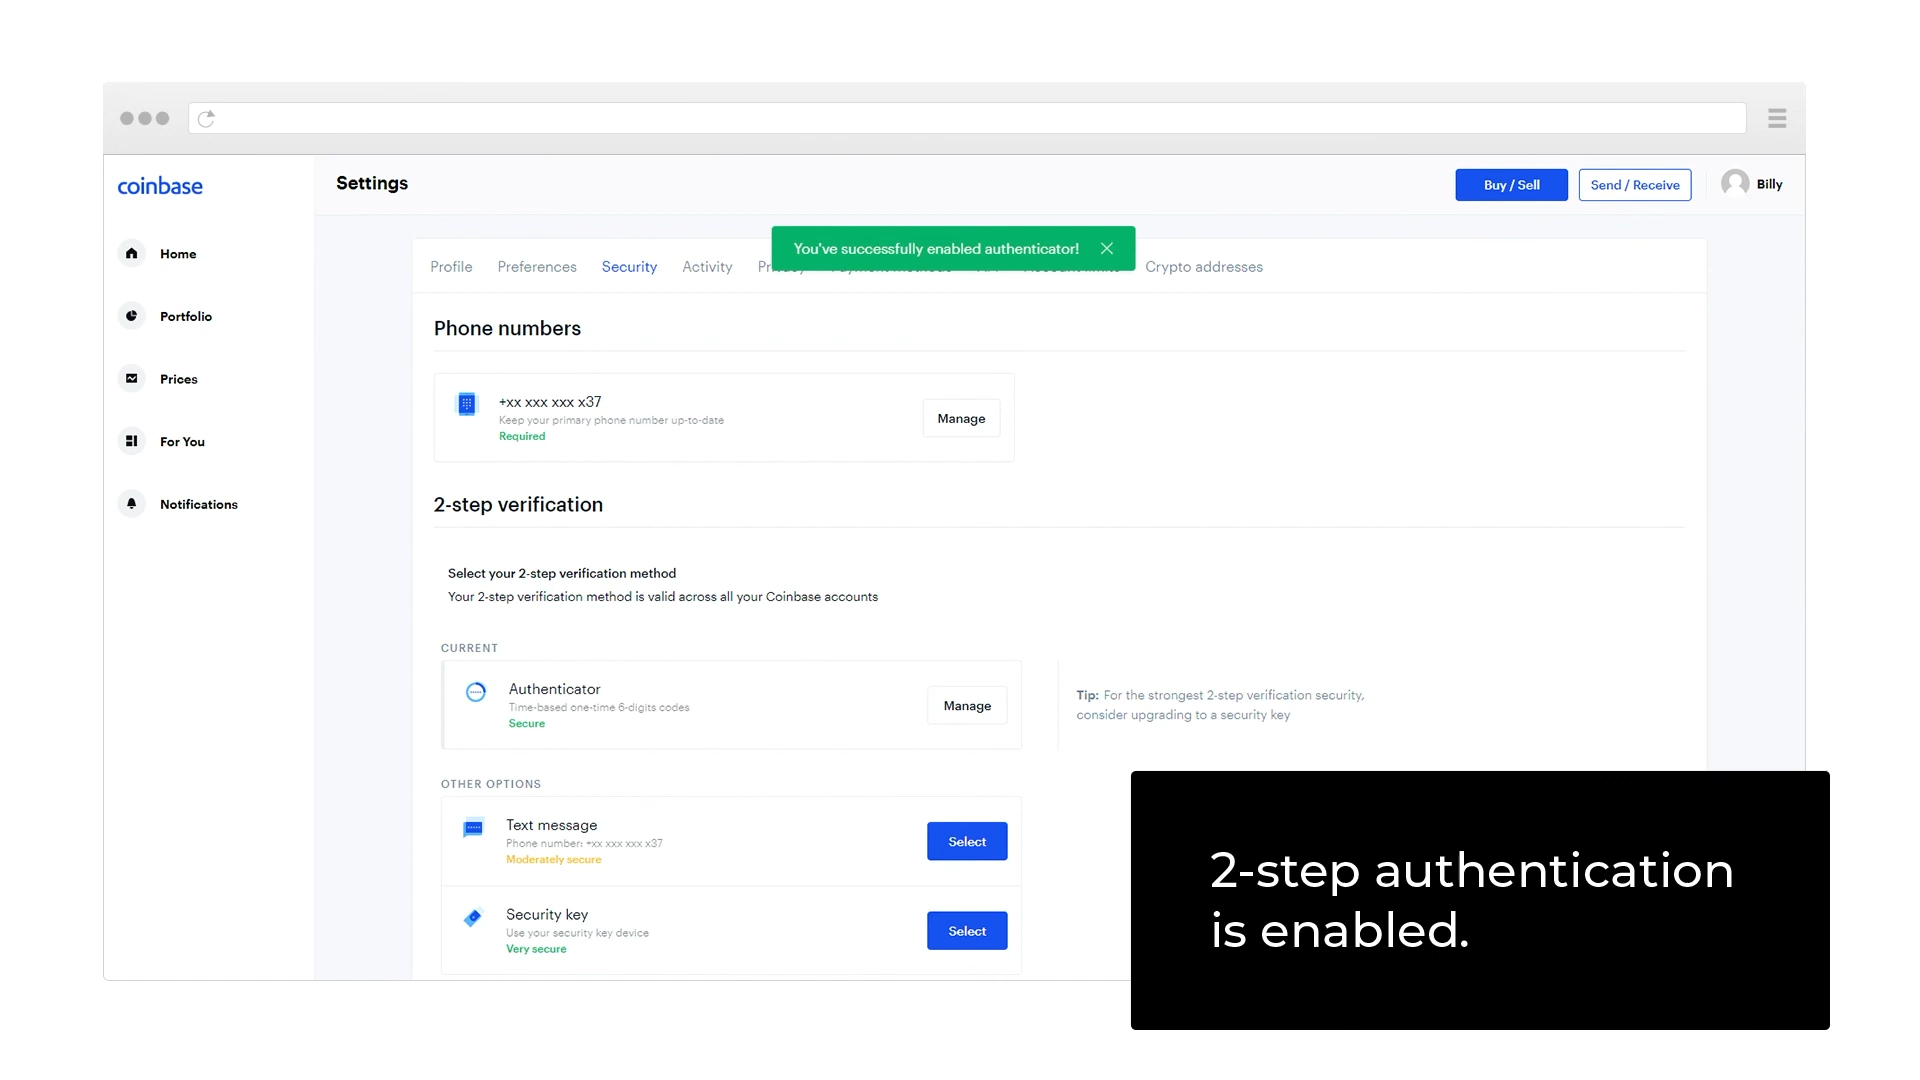 coinbase
Settings
Buy / Sell
Send / Receive
Billy
You've successfully enabled authenticator!
Home
Portfolio
Prices
For You
Notifications
Profile Preferences Security Activity Crypto addresses
Phone numbers
+xx xxx xxx x37
Keep your primary phone number up-to-date
Required
Manage
2-step verification
Select your 2-step verification method
Your 2-step verification method is valid across all your Coinbase accounts
CURRENT
Authenticator
Time-based one-time 6-digits codes
Secure
Manage
Tip: For the strongest 2-step verification security,
consider upgrading to a security key
OTHER OPTIONS
Text message
Phone number: +xx xxx xxx x37
Moderately secure
Select
Security key
Use your security key device
Very secure
Select
2-step authentication
is enabled.